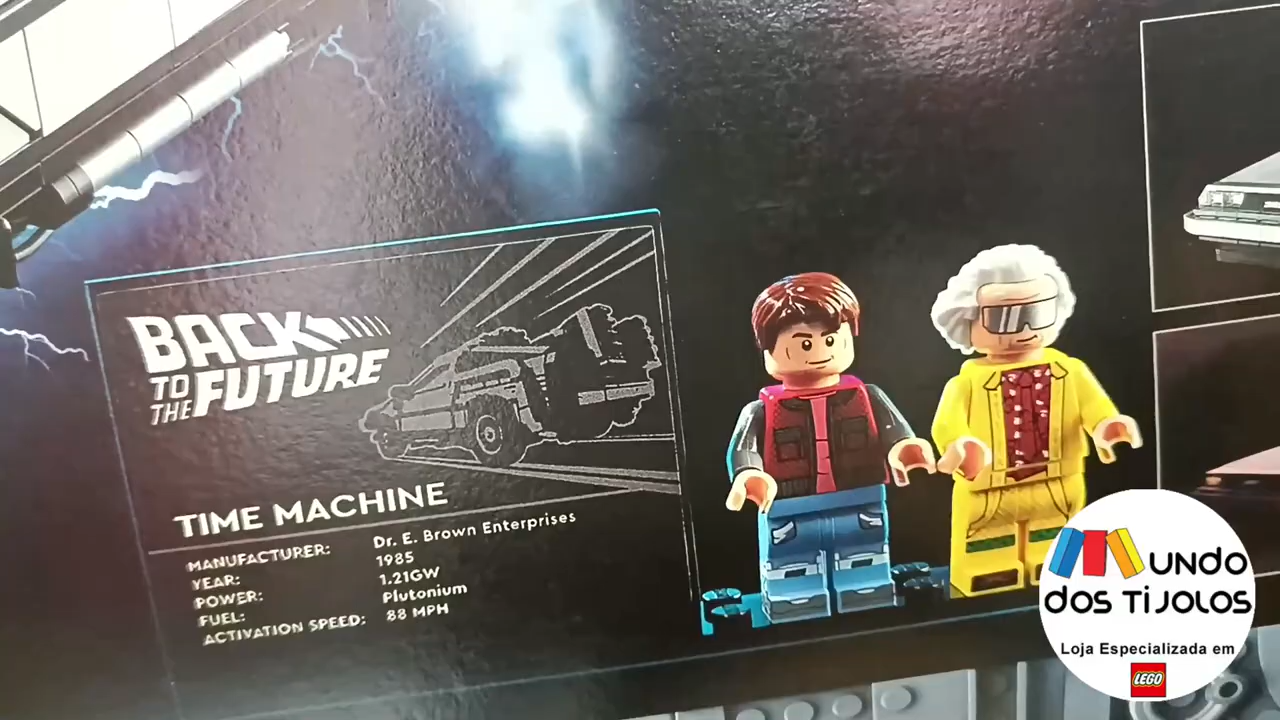 BACK
TO
THE FUTURE
TIME MACHINE
MANUFACTURER: Dr. E. Brown Enterprises
YEAR: 1985
POWER: 1.21GW
FUEL: Plutonium
ACTIVATION SPEED: 88 MPH
MUNDO
DOS TIJOLOS
Loja Especializada em
LEGO